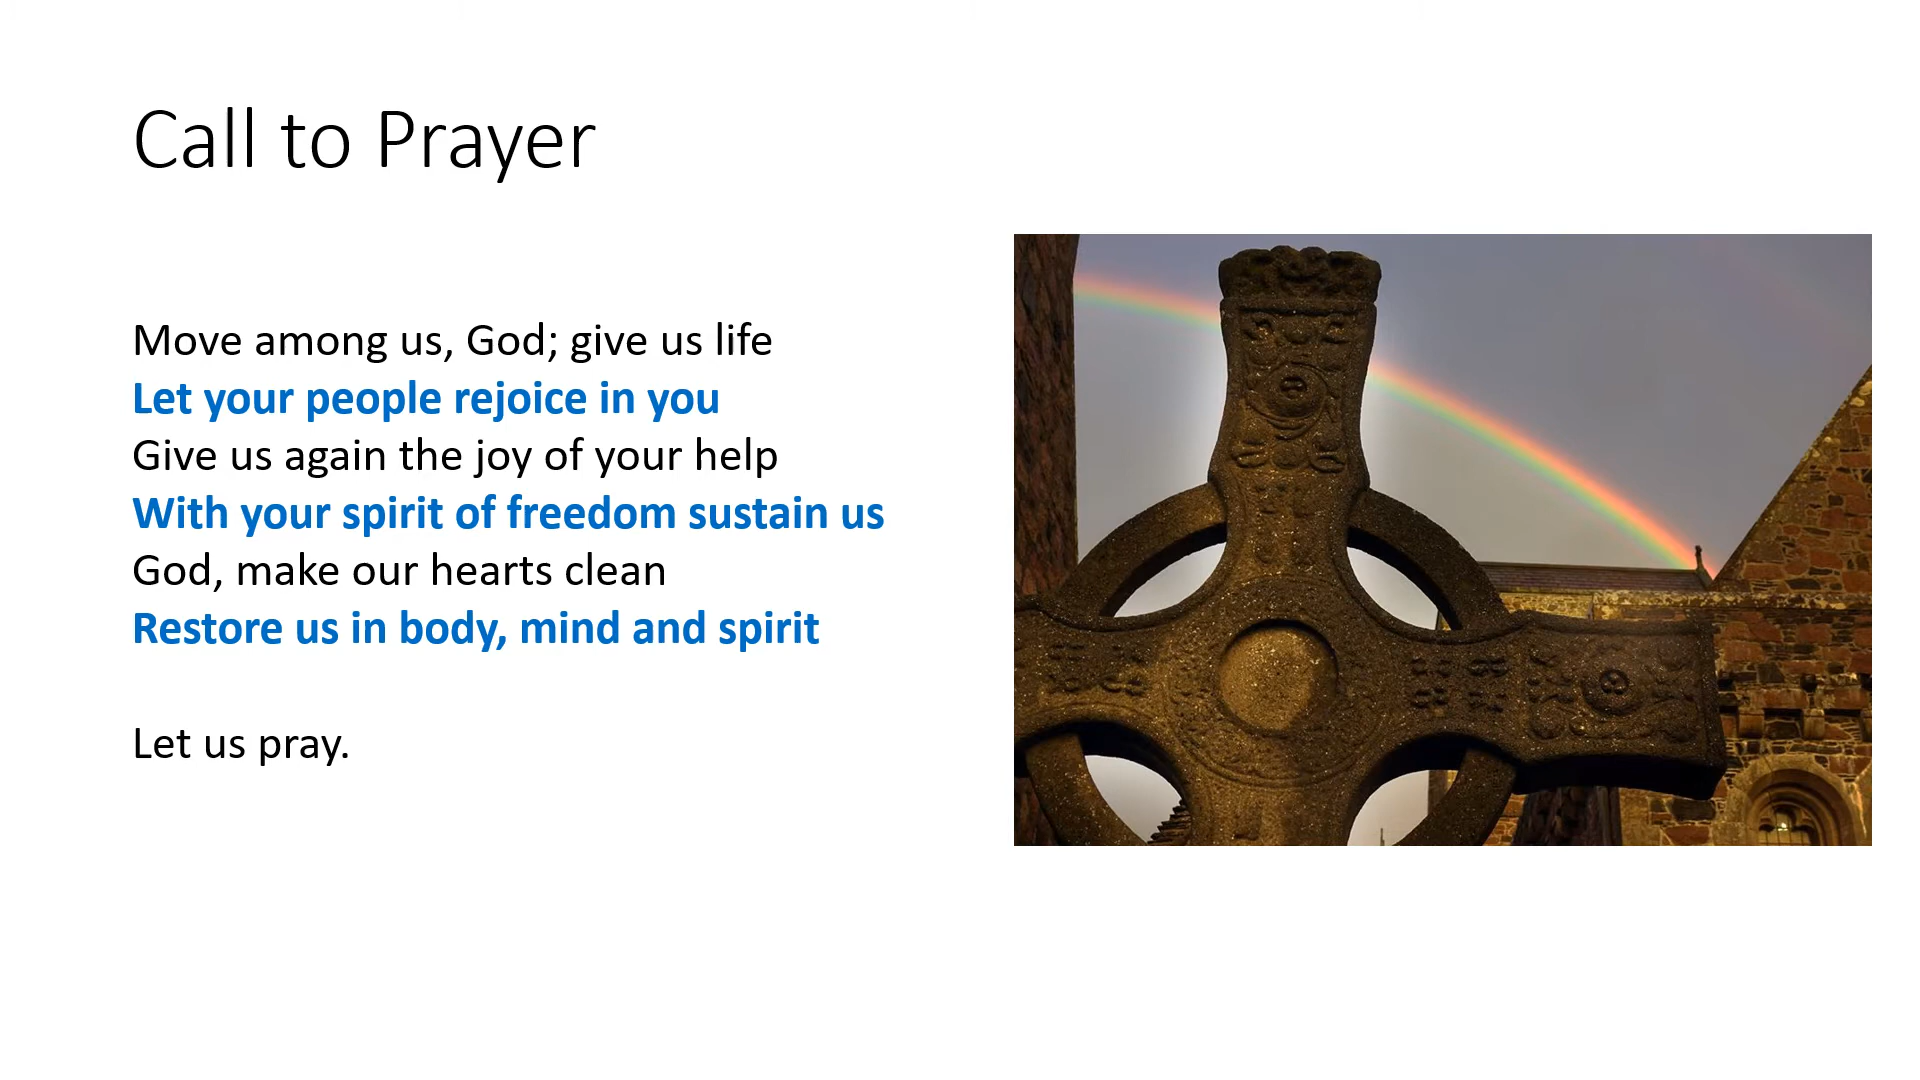 Call to Prayer
Move among us, God; give us life
Let your people rejoice in you
Give us again the joy of your help
With your spirit of freedom sustain us
God, make our hearts clean
Restore us in body, mind and spirit
Let us pray.